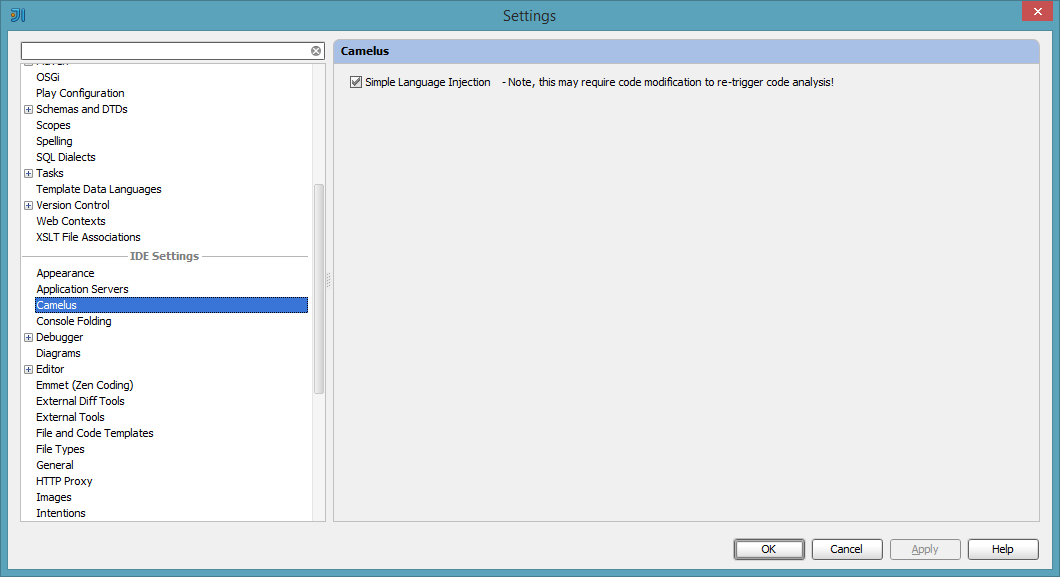 Settings
OSGi
Play Configuration
Schemas and DTDs
Scopes
Spelling
SQL Dialects
Tasks
Template Data Languages
Version Control
Web Contexts
XSLT File Associations
IDE Settings
Appearance
Application Servers
Camelus
Console Folding
Debugger
Diagrams
Editor
Emmet (Zen Coding)
External Diff Tools
External Tools
File and Code Templates
File Types
General
HTTP Proxy
Images
Intentions
Camelus
Simple Language Injection - Note, this may require code modification to re-trigger code analysis!
OK Cancel Apply Help